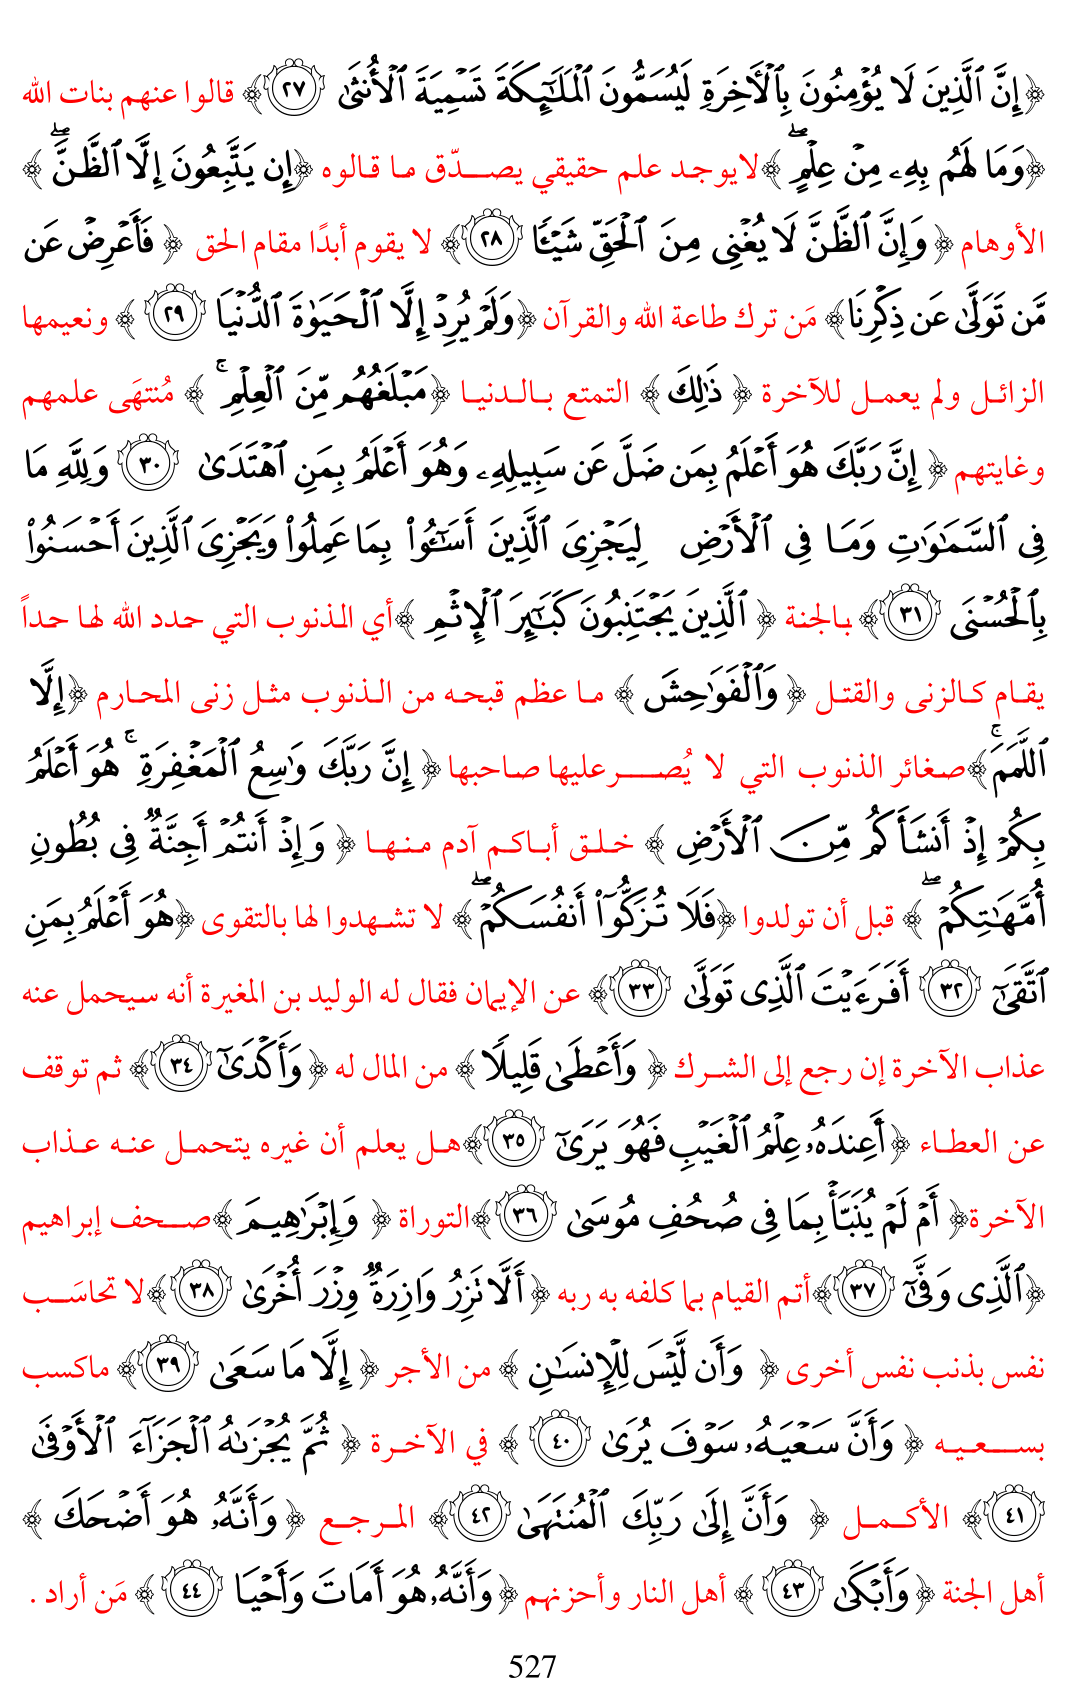 ﴿إِنَّ ٱلَّذِينَ لَا يُؤۡمِنُونَ بِٱلۡأَخِرَةِ لَيُسَمُّونَ ٱلۡمَلَٰٓئِكَةَ تَسۡمِيَةَ ٱلۡأُنثَىٰ ٢٧﴾ قالوا عنهم بنات الله
﴿وَمَا لَهُم بِهِۦ مِنۡ عِلۡمٍۖ﴾ لايوجد علم حقيقي يصدّق ما قالوه ﴿إِن يَتَّبِعُونَ إِلَّا ٱلظَّنَّۖ﴾
الأوهام ﴿وَإِنَّ ٱلظَّنَّ لَا يُغۡنِي مِنَ ٱلۡحَقِّ شَيۡـٔٗا ٢٨﴾ لا يقوم أبدًا مقام الحق ﴿فَأَعۡرِضۡ عَن
مَّن تَوَلَّىٰ عَن ذِكۡرِنَا﴾ مَن ترك طاعة الله والقرآن ﴿وَلَمۡ يُرِدۡ إِلَّا ٱلۡحَيَوٰةَ ٱلدُّنۡيَا ٢٩﴾ ونعيمها
الزائل ولم يعمل للآخرة ﴿ذَٰلِكَ﴾ التمتع بالدنيا ﴿مَبۡلَغُهُم مِّنَ ٱلۡعِلۡمِۚ﴾ مُنتهَى علمهم
وغايتهم ﴿إِنَّ رَبَّكَ هُوَ أَعۡلَمُ بِمَن ضَلَّ عَن سَبِيلِهِۦ وَهُوَ أَعۡلَمُ بِمَنِ ٱهۡتَدَىٰ ٣٠ وَلِلَّهِ مَا
فِي ٱلسَّمَٰوَٰتِ وَمَا فِي ٱلۡأَرۡضِ لِيَجۡزِيَ ٱلَّذِينَ أَسَٰٓـُٔواْ بِمَا عَمِلُواْ وَيَجۡزِيَ ٱلَّذِينَ أَحۡسَنُواْ
بِٱلۡحُسۡنَى ٣١﴾ بالجنة ﴿ٱلَّذِينَ يَجۡتَنِبُونَ كَبَٰٓئِرَ ٱلۡإِثۡمِ﴾ أي الذنوب التي حدد الله لها حداً
يقام كالزنى والقتل ﴿وَٱلۡفَوَٰحِشَ﴾ ما عظم قبحه من الذنوب مثل زنى المحارم ﴿إِلَّا
ٱللَّمَمَۚ﴾ صغائر الذنوب التي لا يُصر عليها صاحبها ﴿إِنَّ رَبَّكَ وَٰسِعُ ٱلۡمَغۡفِرَةِۚ هُوَ أَعۡلَمُ
بِكُمۡ إِذۡ أَنشَأَكُم مِّنَ ٱلۡأَرۡضِ﴾ خلق أباكم آدم منها ﴿وَإِذۡ أَنتُمۡ أَجِنَّةٞ فِي بُطُونِ
أُمَّهَٰتِكُمۡۖ﴾ قبل أن تولدوا ﴿فَلَا تُزَكُّوٓاْ أَنفُسَكُمۡۖ﴾ لا تشهدوا لها بالتقوى ﴿هُوَ أَعۡلَمُ بِمَنِ
ٱتَّقَىٰٓ ٣٢ أَفَرَءَيۡتَ ٱلَّذِي تَوَلَّىٰ ٣٣﴾ عن الإيمان فقال له الوليد بن المغيرة أنه سيحمل عنه
عذاب الآخرة إن رجع إلى الشرك ﴿وَأَعۡطَىٰ قَلِيلٗا﴾ من المال له ﴿وَأَكۡدَىٰٓ ٣٤﴾ ثم توقف
عن العطاء ﴿أَعِندَهُۥ عِلۡمُ ٱلۡغَيۡبِ فَهُوَ يَرَىٰٓ ٣٥﴾ هل يعلم أن غيره يتحمل عنه عذاب
الآخرة ﴿أَمۡ لَمۡ يُنَبَّأۡ بِمَا فِي صُحُفِ مُوسَىٰ ٣٦﴾ التوراة ﴿وَإِبۡرَٰهِيمَ﴾ صحف إبراهيم
﴿ٱلَّذِي وَفَّىٰٓ ٣٧﴾ أتم القيام بما كلفه به ربه ﴿أَلَّا تَزِرُ وَازِرَةٞ وِزۡرَ أُخۡرَىٰ ٣٨﴾ لا تحاسَب
نفس بذنب نفس أخرى ﴿وَأَن لَّيۡسَ لِلۡإِنسَٰنِ﴾ من الأجر ﴿إِلَّا مَا سَعَىٰ ٣٩﴾ ماكسب
بسعيه ﴿وَأَنَّ سَعۡيَهُۥ سَوۡفَ يُرَىٰ ٤٠﴾ في الآخرة ﴿ثُمَّ يُجۡزَىٰهُ ٱلۡجَزَآءَ ٱلۡأَوۡفَىٰ
٤١﴾ الأكمل ﴿وَأَنَّ إِلَىٰ رَبِّكَ ٱلۡمُنتَهَىٰ ٤٢﴾ المرجع ﴿وَأَنَّهُۥ هُوَ أَضۡحَكَ﴾
أهل الجنة ﴿وَأَبۡكَىٰ ٤٣﴾ أهل النار وأحزنهم ﴿وَأَنَّهُۥ هُوَ أَمَاتَ وَأَحۡيَا ٤٤﴾ مَن أراد .
527